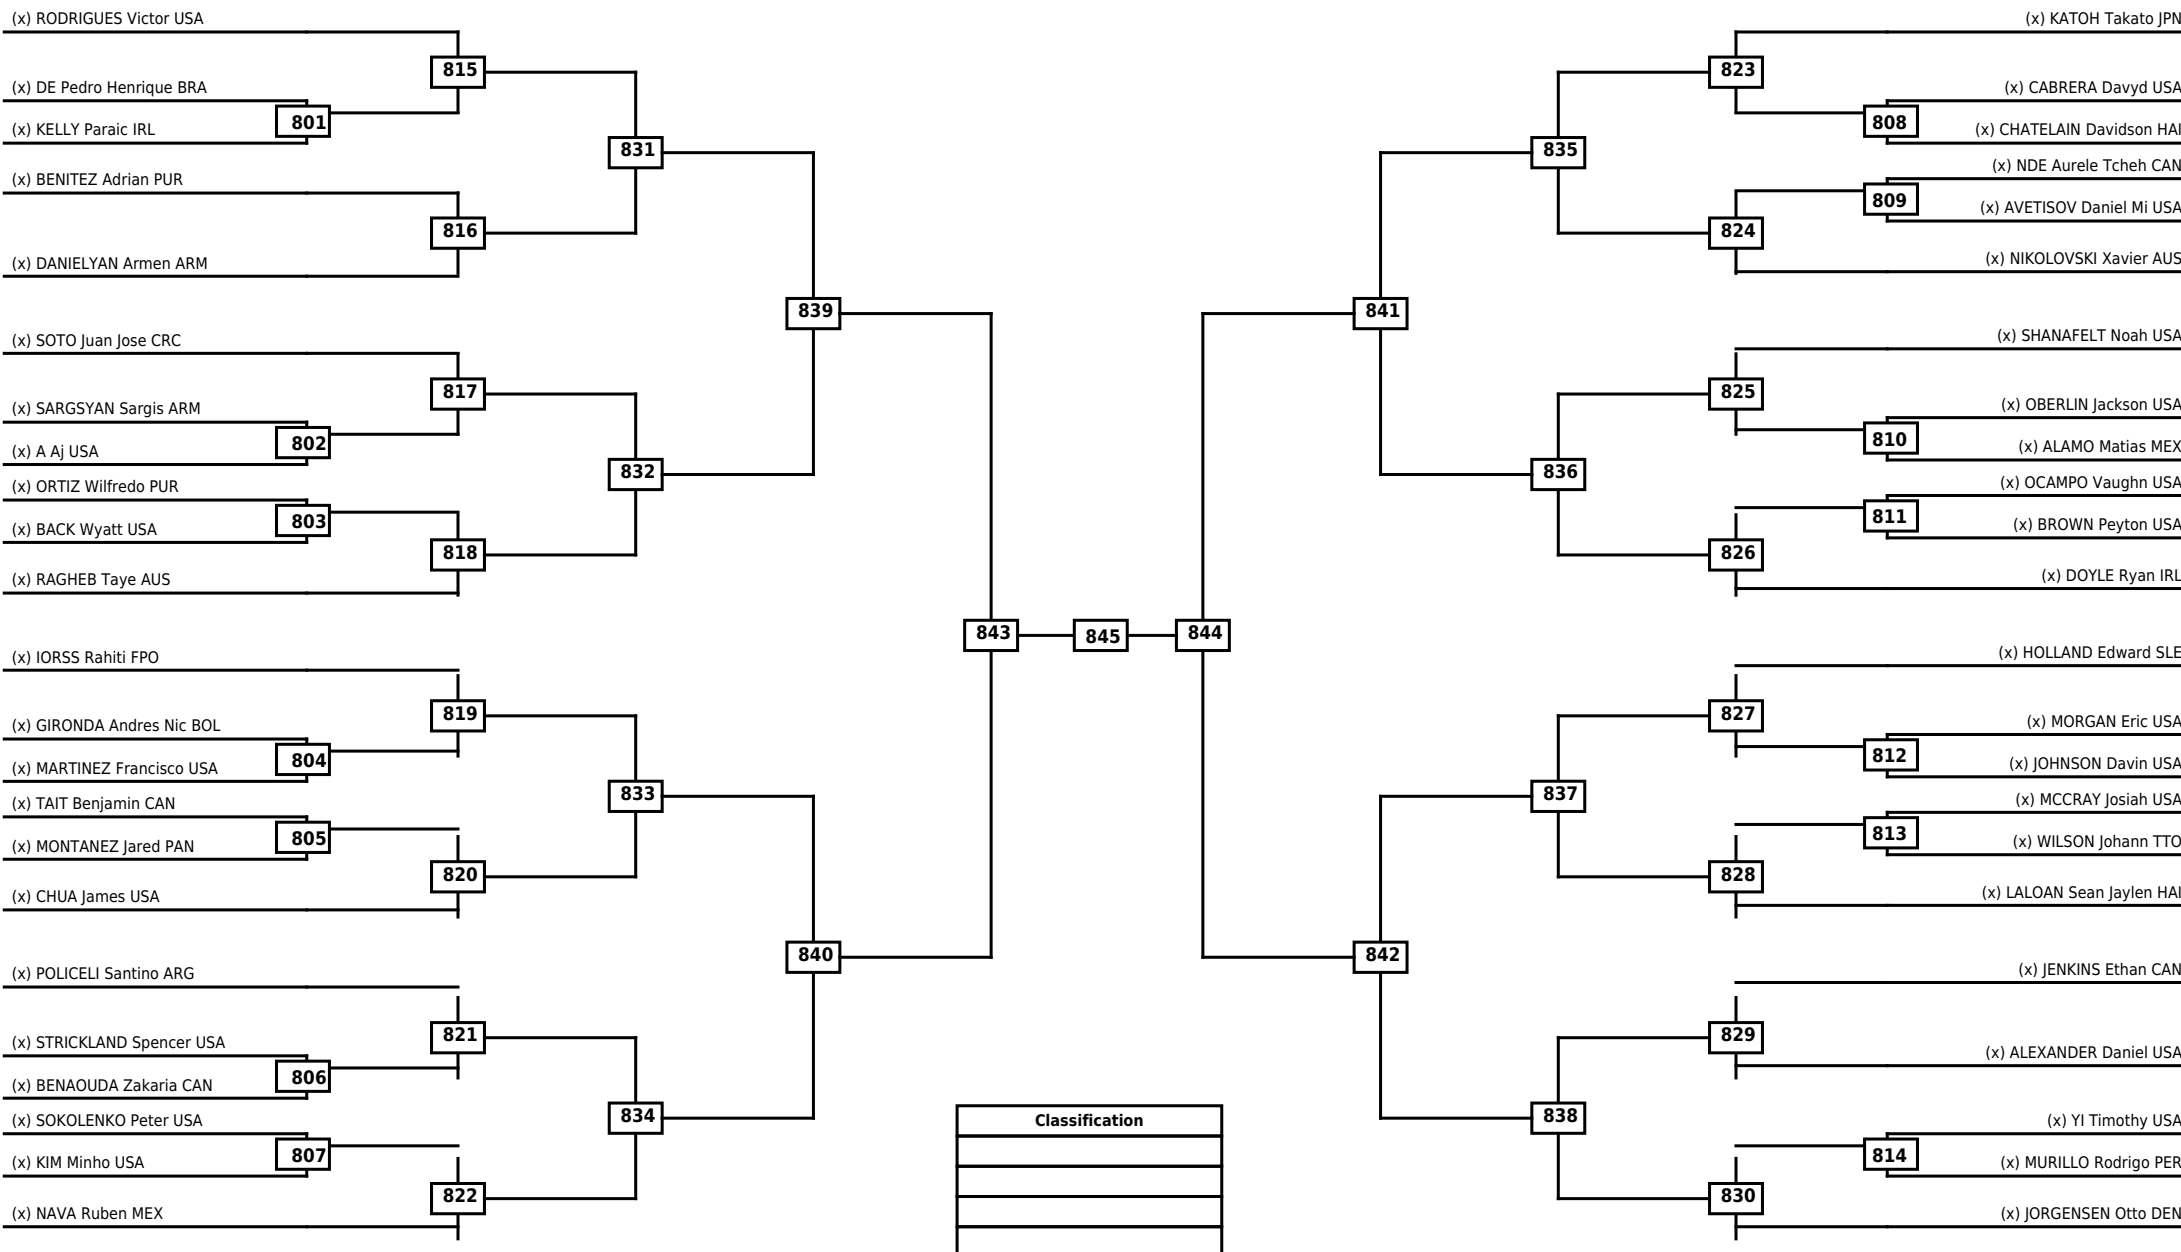 (x) RODRIGUES Victor USA
815
(x) DE Pedro Henrique BRA
801
(x) KELLY Paraic IRL
831
(x) BENITEZ Adrian PUR
816
(x) DANIELYAN Armen ARM
839
(x) SOTO Juan Jose CRC
817
(x) SARGSYAN Sargis ARM
802
(x) A Aj USA
832
(x) ORTIZ Wilfredo PUR
803
(x) BACK Wyatt USA
818
(x) RAGHEB Taye AUS
843
(x) IORSS Rahiti FPO
819
(x) GIRONDA Andres Nic BOL
804
(x) MARTINEZ Francisco USA
833
(x) TAIT Benjamin CAN
805
(x) MONTANEZ Jared PAN
820
(x) CHUA James USA
840
(x) POLICELI Santino ARG
821
(x) STRICKLAND Spencer USA
806
(x) BENAOUDA Zakaria CAN
834
(x) SOKOLENKO Peter USA
807
(x) KIM Minho USA
822
(x) NAVA Ruben MEX
845
Classification
(x) KATOH Takato JPN
823
(x) CABRERA Davyd USA
808
(x) CHATELAIN Davidson HAI
835
(x) NDE Aurele Tcheh CAN
809
(x) AVETISOV Daniel Mi USA
824
(x) NIKOLOVSKI Xavier AUS
841
(x) SHANAFELT Noah USA
825
(x) OBERLIN Jackson USA
810
(x) ALAMO Matias MEX
836
(x) OCAMPO Vaughn USA
811
(x) BROWN Peyton USA
826
(x) DOYLE Ryan IRL
844
(x) HOLLAND Edward SLE
827
(x) MORGAN Eric USA
812
(x) JOHNSON Davin USA
837
(x) MCCRAY Josiah USA
813
(x) WILSON Johann TTO
828
(x) LALOAN Sean Jaylen HAI
842
(x) JENKINS Ethan CAN
829
(x) ALEXANDER Daniel USA
838
(x) YI Timothy USA
814
(x) MURILLO Rodrigo PER
830
(x) JORGENSEN Otto DEN